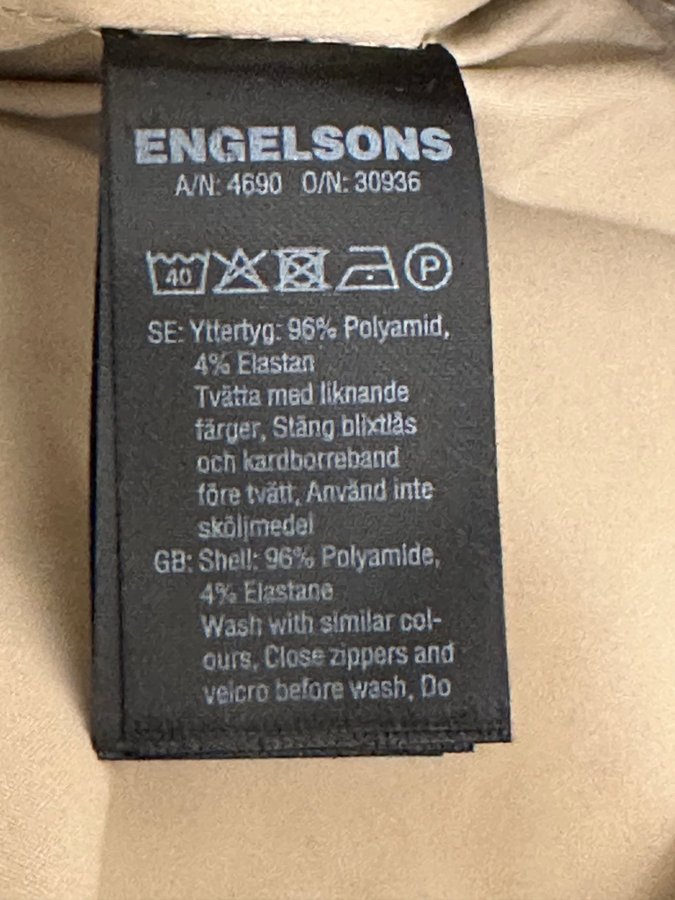 ENGELSONS
A/N: 4690 O/N: 30936
40 P
SE: Yttertyg: 96% Polyamid,
4% Elastan
Tvätta med liknande
färger, Stäng blixtlås
och kardborreband
före tvätt, Använd inte
sköljmedel
GB: Shell: 96% Polyamide,
4% Elastane
Wash with similar col-
ours, Close zippers and
velcro before wash, Do